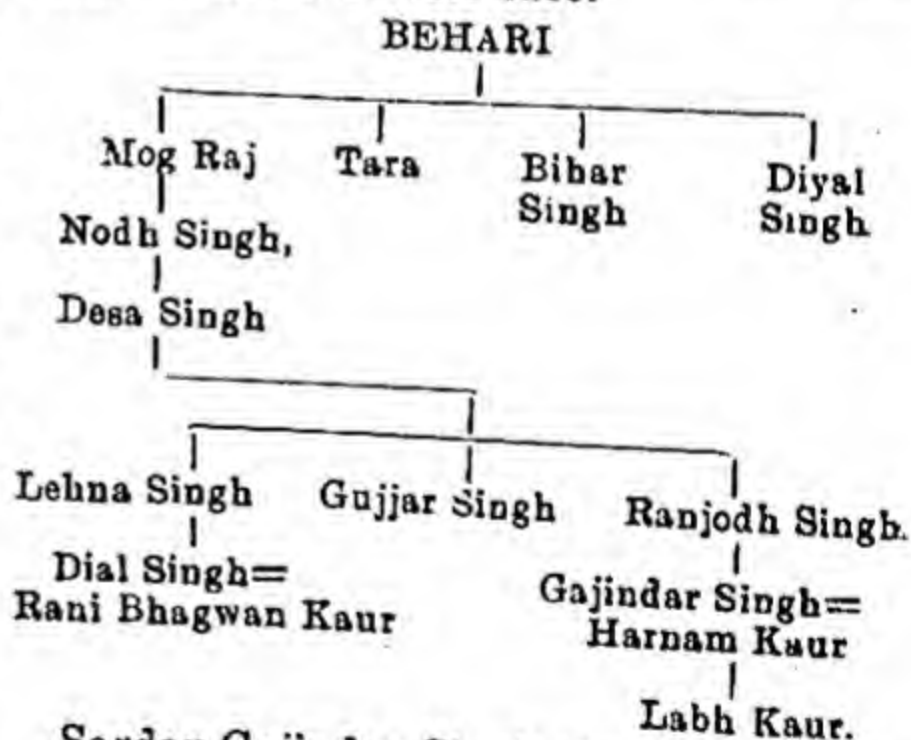 BEHARI
Mog Raj Tara Bihar Diyal
Singh Singh
Nodh Singh,
Desa Singh
Lehna Singh Gujjar Singh Ranjodh Singh.
Dial Singh= Gajindar Singh=
Rani Bhagwan Kaur Harnam Kaur
Labh Kaur.